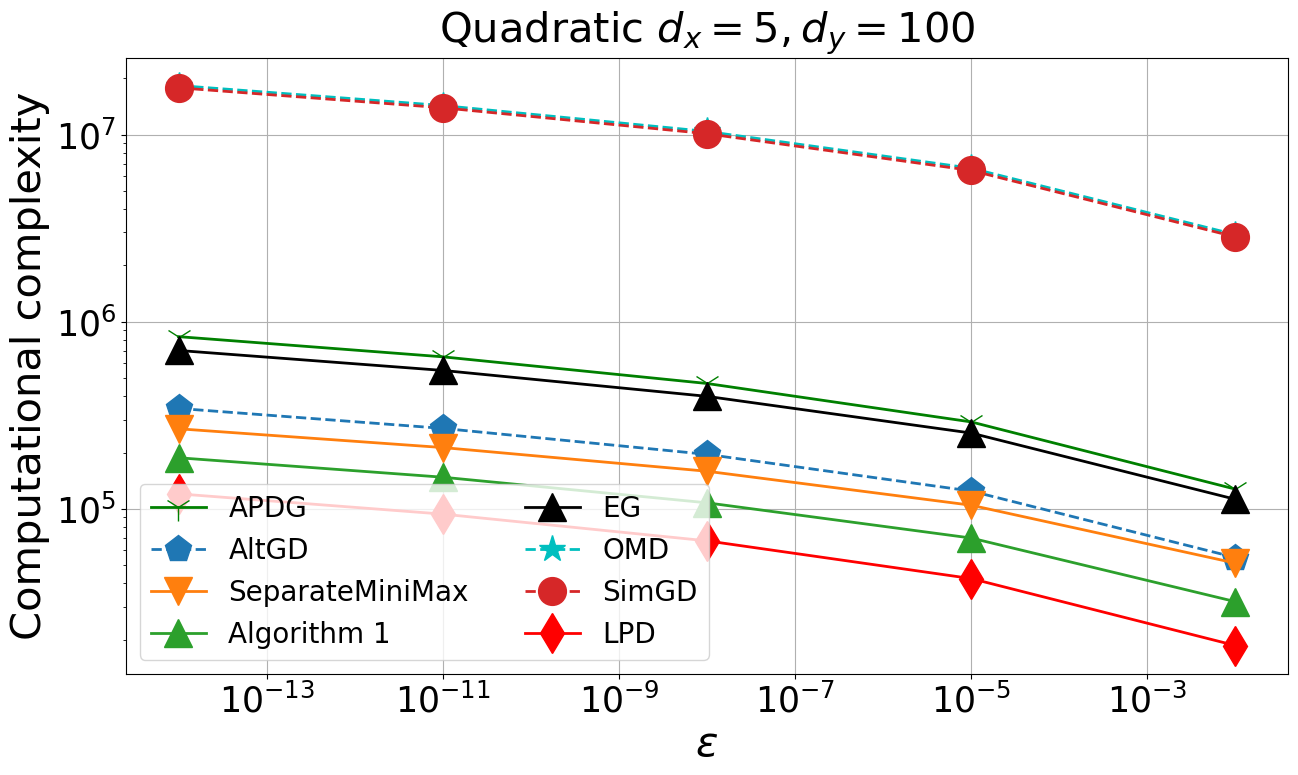 Quadratic $d_x = 5, d_y = 100$
Computational complexity
$10^7$
$10^6$
$10^5$
APDG
AltGD
SeparateMiniMax
Algorithm 1
EG
OMD
SimGD
LPD
$10^{-13}$ $10^{-11}$ $10^{-9}$ $10^{-7}$ $10^{-5}$ $10^{-3}$
$\varepsilon$